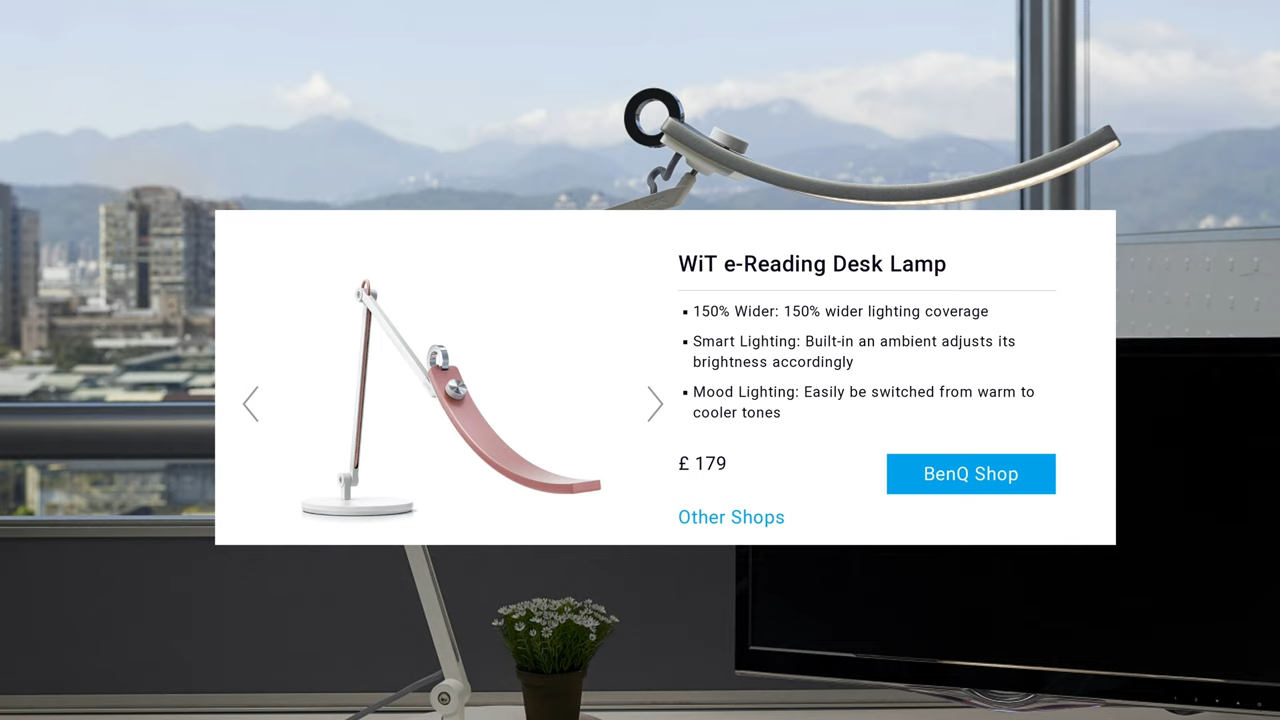 WiT e-Reading Desk Lamp
▪ 150% Wider: 150% wider lighting coverage
▪ Smart Lighting: Built-in an ambient adjusts its
brightness accordingly
▪ Mood Lighting: Easily be switched from warm to
cooler tones
£ 179
BenQ Shop
Other Shops